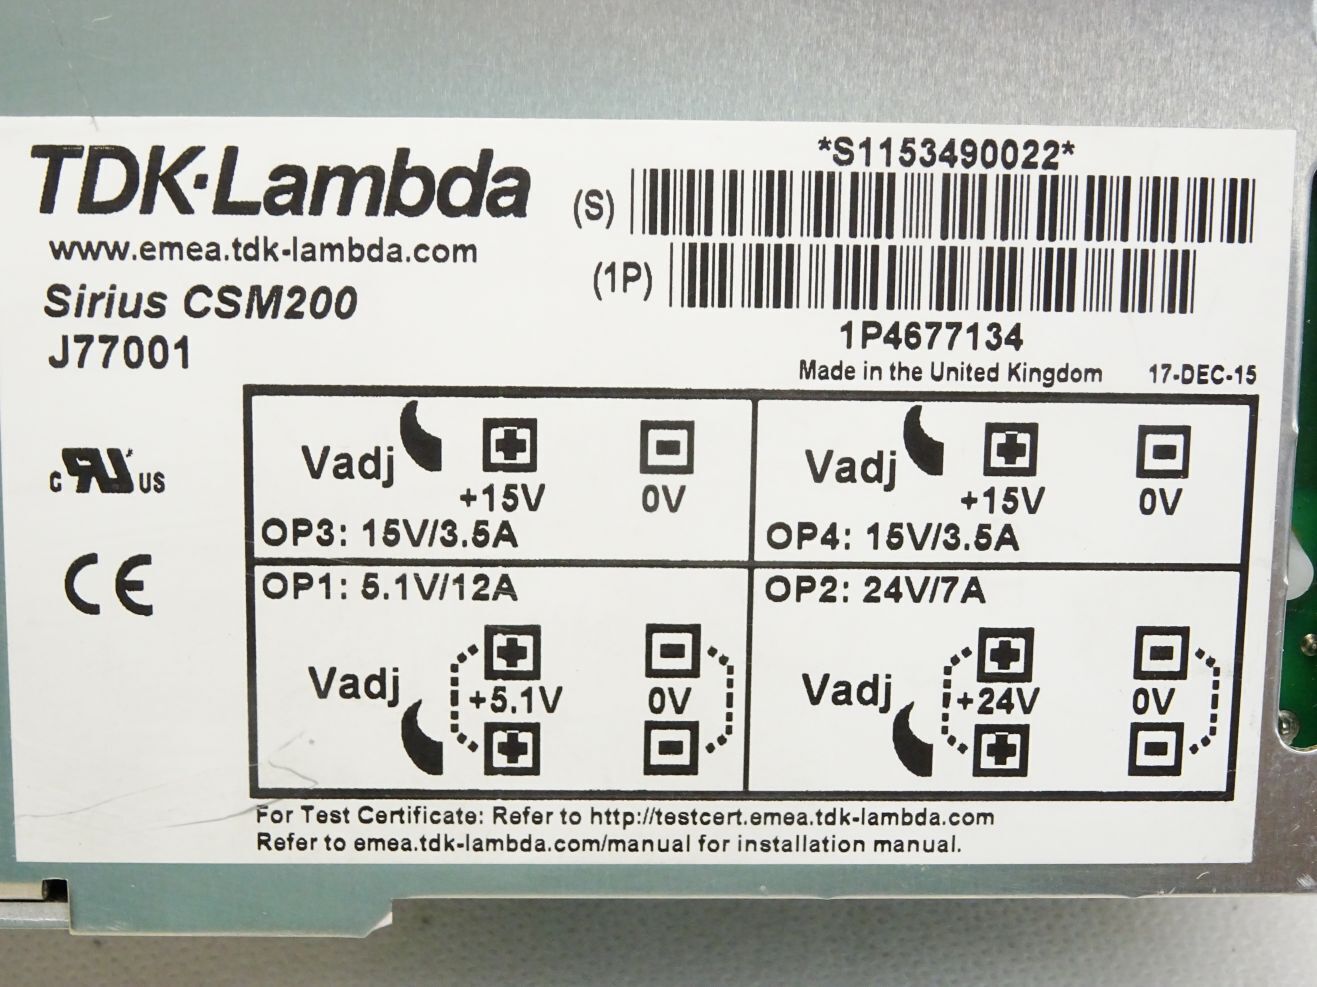 TDK·Lambda
www.emea.tdk-lambda.com
Sirius CSM200
J77001
*S1153490022*
(S)
(1P)
1P4677134
Made in the United Kingdom 17-DEC-15
c RU US
CE
Vadj + - 
+15V 0V
OP3: 15V/3.5A
Vadj + -
+15V 0V
OP4: 15V/3.5A
OP1: 5.1V/12A
+ -
Vadj +5.1V 0V
+ -
OP2: 24V/7A
+ -
Vadj +24V 0V
+ -
For Test Certificate: Refer to http://testcert.emea.tdk-lambda.com
Refer to emea.tdk-lambda.com/manual for installation manual.